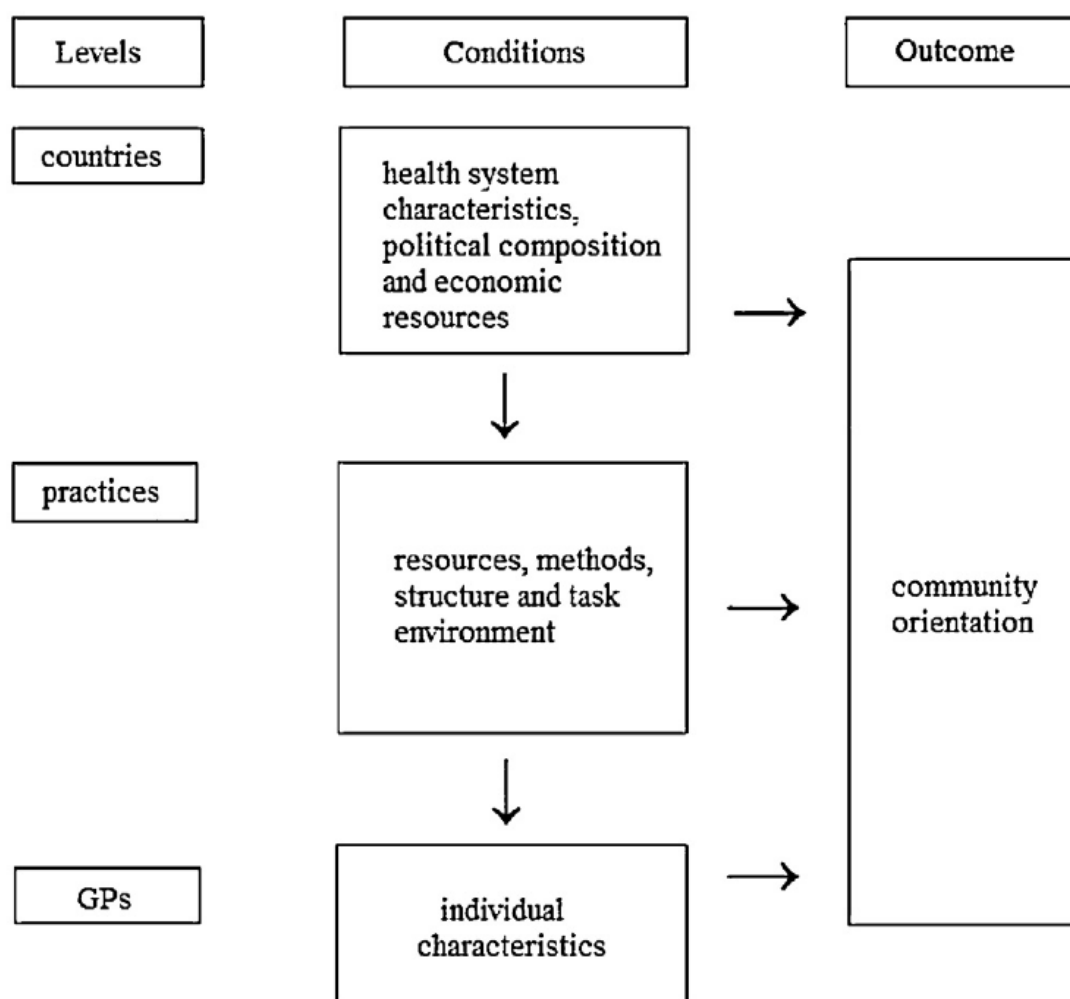 Levels
Conditions
Outcome
countries
health system
characteristics,
political composition
and economic
resources
practices
resources, methods,
structure and task
environment
community
orientation
GPs
individual
characteristics